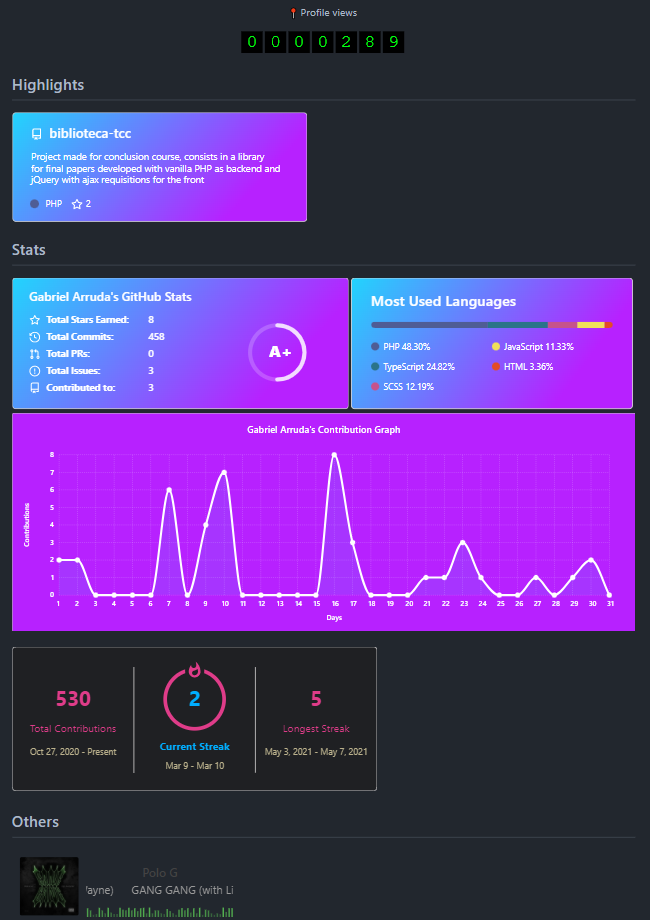 Profile views
0 0 0 0 2 8 9
Highlights
biblioteca-tcc
Project made for conclusion course, consists in a library
for final papers developed with vanilla PHP as backend and
jQuery with ajax requisitions for the front
PHP 2
Stats
Gabriel Arruda's GitHub Stats
Total Stars Earned: 8
Total Commits: 458
Total PRs: 0
Total Issues: 3
Contributed to: 3
A+
Most Used Languages
PHP 48.30% JavaScript 11.33%
TypeScript 24.82% HTML 3.36%
SCSS 12.19%
Gabriel Arruda's Contribution Graph
8
7
6
5
4
3
2
1
0
Contributions
1 2 3 4 5 6 7 8 9 10 11 12 13 14 15 16 17 18 19 20 21 22 23 24 25 26 27 28 29 30 31
Days
530 2 5
Total Contributions Current Streak Longest Streak
Oct 27, 2020 - Present Mar 9 - Mar 10 May 3, 2021 - May 7, 2021
Others
Polo G
'ayne) GANG GANG (with Li